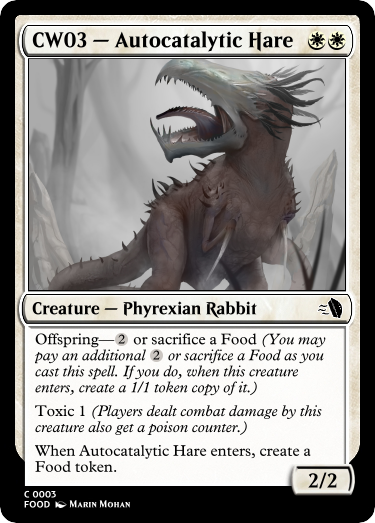 CW03 — Autocatalytic Hare
Creature — Phyrexian Rabbit
Offspring—2 or sacrifice a Food (You may
pay an additional 2 or sacrifice a Food as you
cast this spell. If you do, when this creature
enters, create a 1/1 token copy of it.)
Toxic 1 (Players dealt combat damage by this
creature also get a poison counter.)
When Autocatalytic Hare enters, create a
Food token.
2/2
C 0003
FOOD Marin Mohan